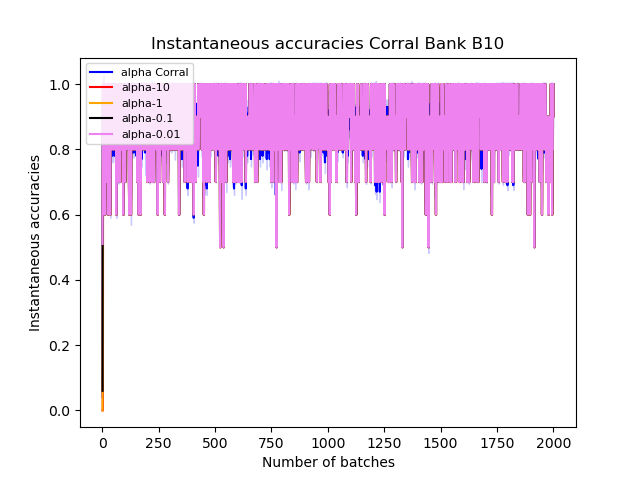 Instantaneous accuracies Corral Bank B10
alpha Corral
alpha-10
alpha-1
alpha-0.1
alpha-0.01
1.0
0.8
0.6
0.4
0.2
0.0
Instantaneous accuracies
0 250 500 750 1000 1250 1500 1750 2000
Number of batches